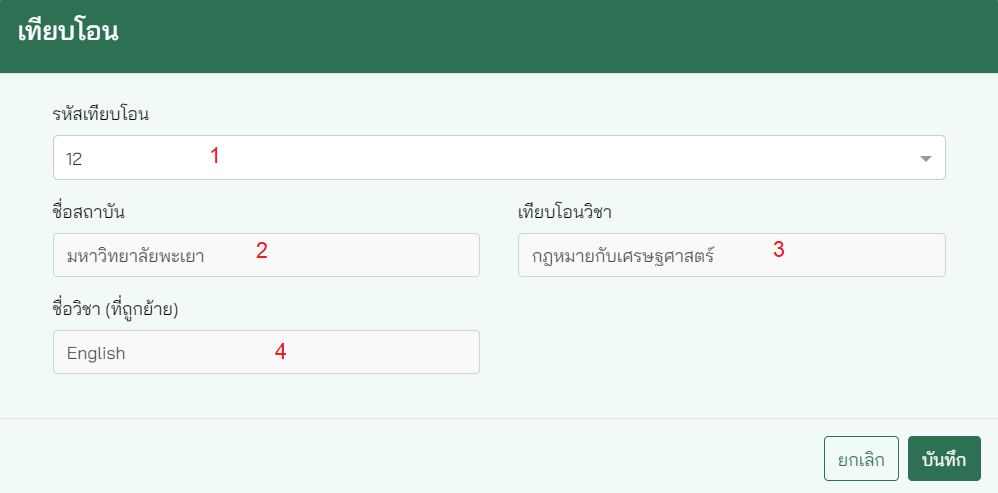 เทียบโอน
รหัสเทียบโอน
12 1
ชื่อสถาบัน เทียบโอนวิชา
มหาวิทยาลัยพะเยา 2 กฎหมายกับเศรษฐศาสตร์ 3
ชื่อวิชา (ที่ถูกย้าย)
English 4
ยกเลิก บันทึก